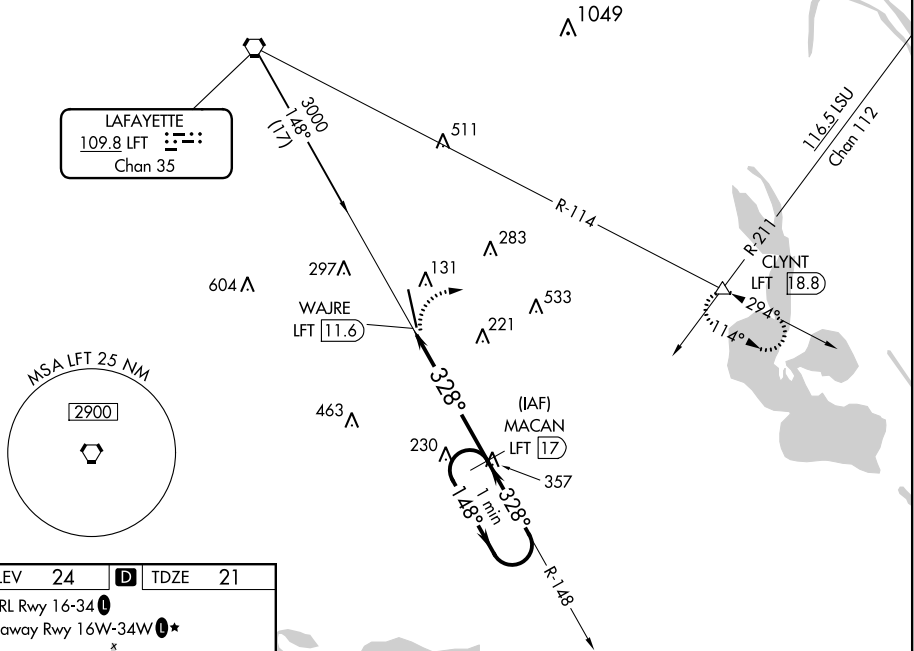 1049
LAFAYETTE
109.8 LFT
Chan 35
3000
148°
(17)
511
116.5 LSU
Chan 112
R-114
R-211
CLYNT
LFT 18.8
294°
114°
283
297
131
604
533
221
WAJRE
LFT 11.6
MSA LFT 25 NM
2900
328°
463
(IAF)
MACAN
LFT 17
230
357
1 min
148°
328°
R-148
LEV 24 D TDZE 21
RL Rwy 16-34 L
away Rwy 16W-34W L★
x